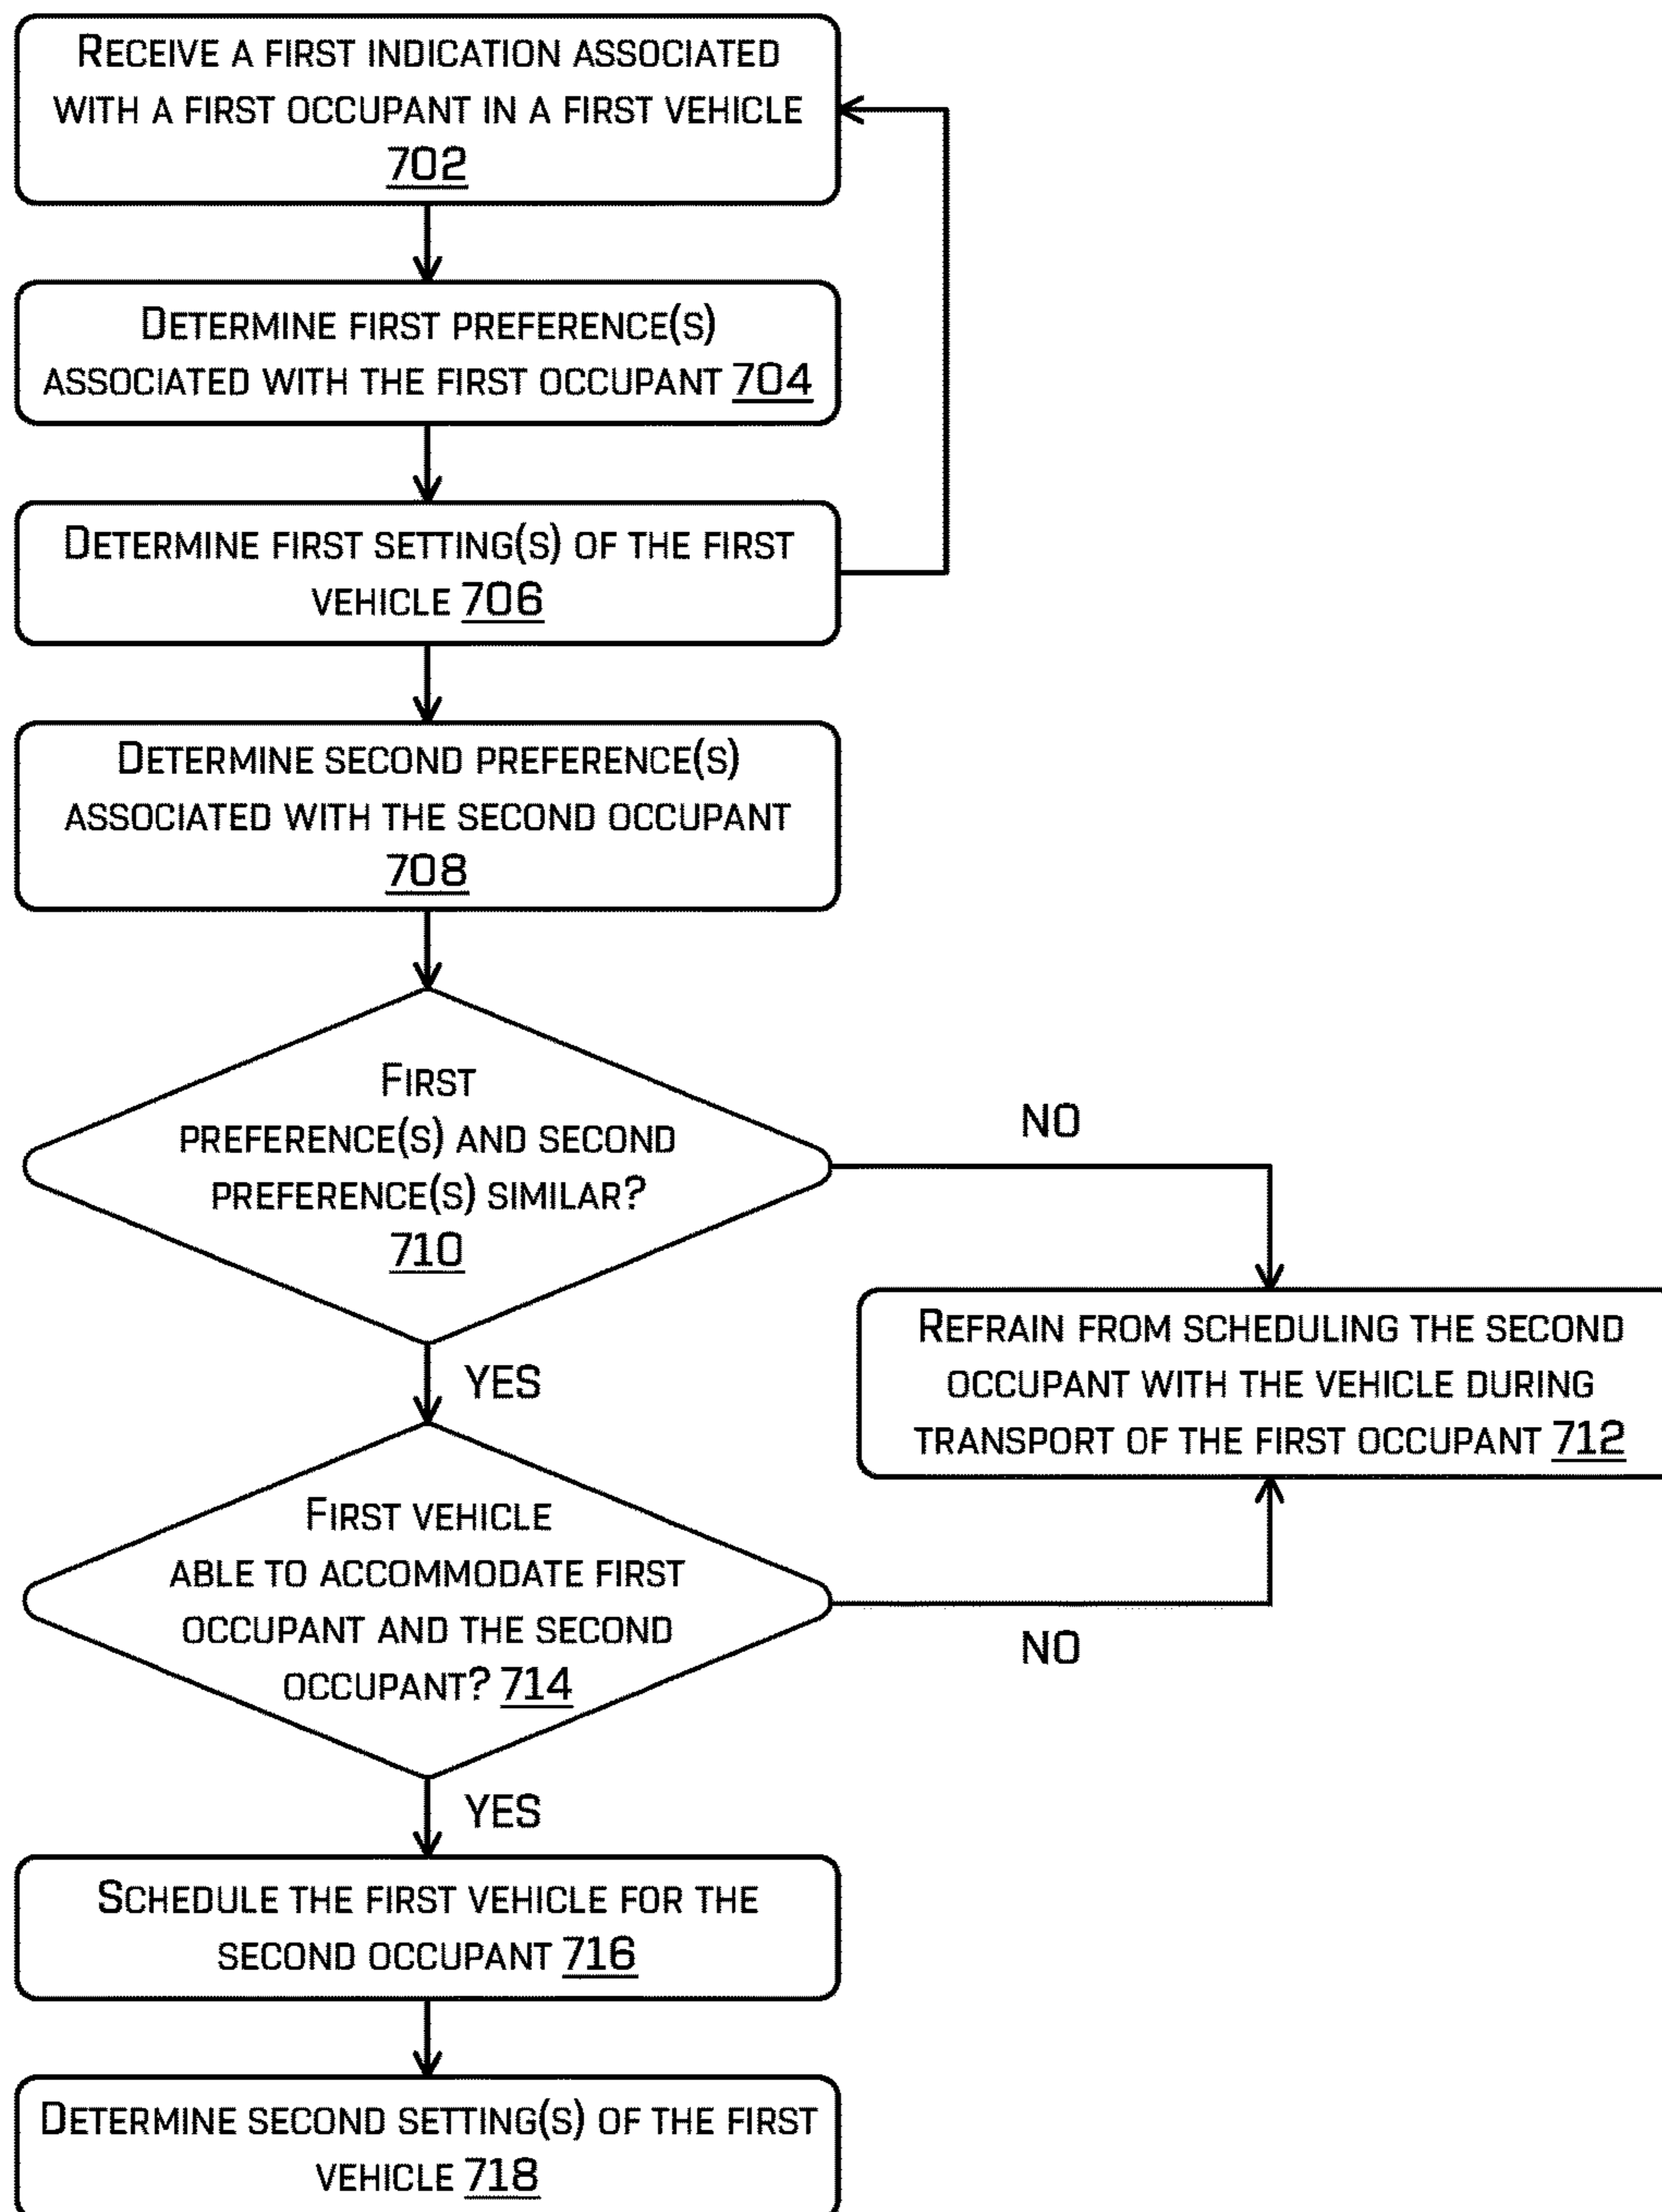 RECEIVE A FIRST INDICATION ASSOCIATED
WITH A FIRST OCCUPANT IN A FIRST VEHICLE
702
DETERMINE FIRST PREFERENCE(S)
ASSOCIATED WITH THE FIRST OCCUPANT 704
DETERMINE FIRST SETTING(S) OF THE FIRST
VEHICLE 706
DETERMINE SECOND PREFERENCE(S)
ASSOCIATED WITH THE SECOND OCCUPANT
708
FIRST
PREFERENCE(S) AND SECOND
PREFERENCE(S) SIMILAR?
710
NO
YES
REFRAIN FROM SCHEDULING THE SECOND
OCCUPANT WITH THE VEHICLE DURING
TRANSPORT OF THE FIRST OCCUPANT 712
FIRST VEHICLE
ABLE TO ACCOMMODATE FIRST
OCCUPANT AND THE SECOND
OCCUPANT? 714
NO
YES
SCHEDULE THE FIRST VEHICLE FOR THE
SECOND OCCUPANT 716
DETERMINE SECOND SETTING(S) OF THE FIRST
VEHICLE 718